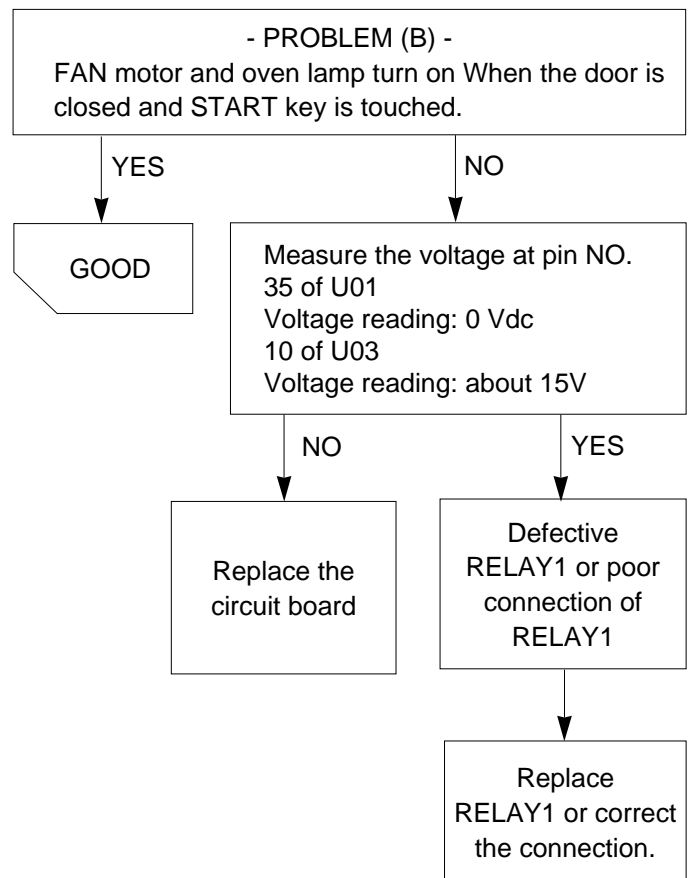 - PROBLEM (B) -
FAN motor and oven lamp turn on When the door is
closed and START key is touched.
YES
NO
GOOD
Measure the voltage at pin NO.
35 of U01
Voltage reading: 0 Vdc
10 of U03
Voltage reading: about 15V
NO
YES
Replace the
circuit board
Defective
RELAY1 or poor
connection of
RELAY1
Replace
RELAY1 or correct
the connection.